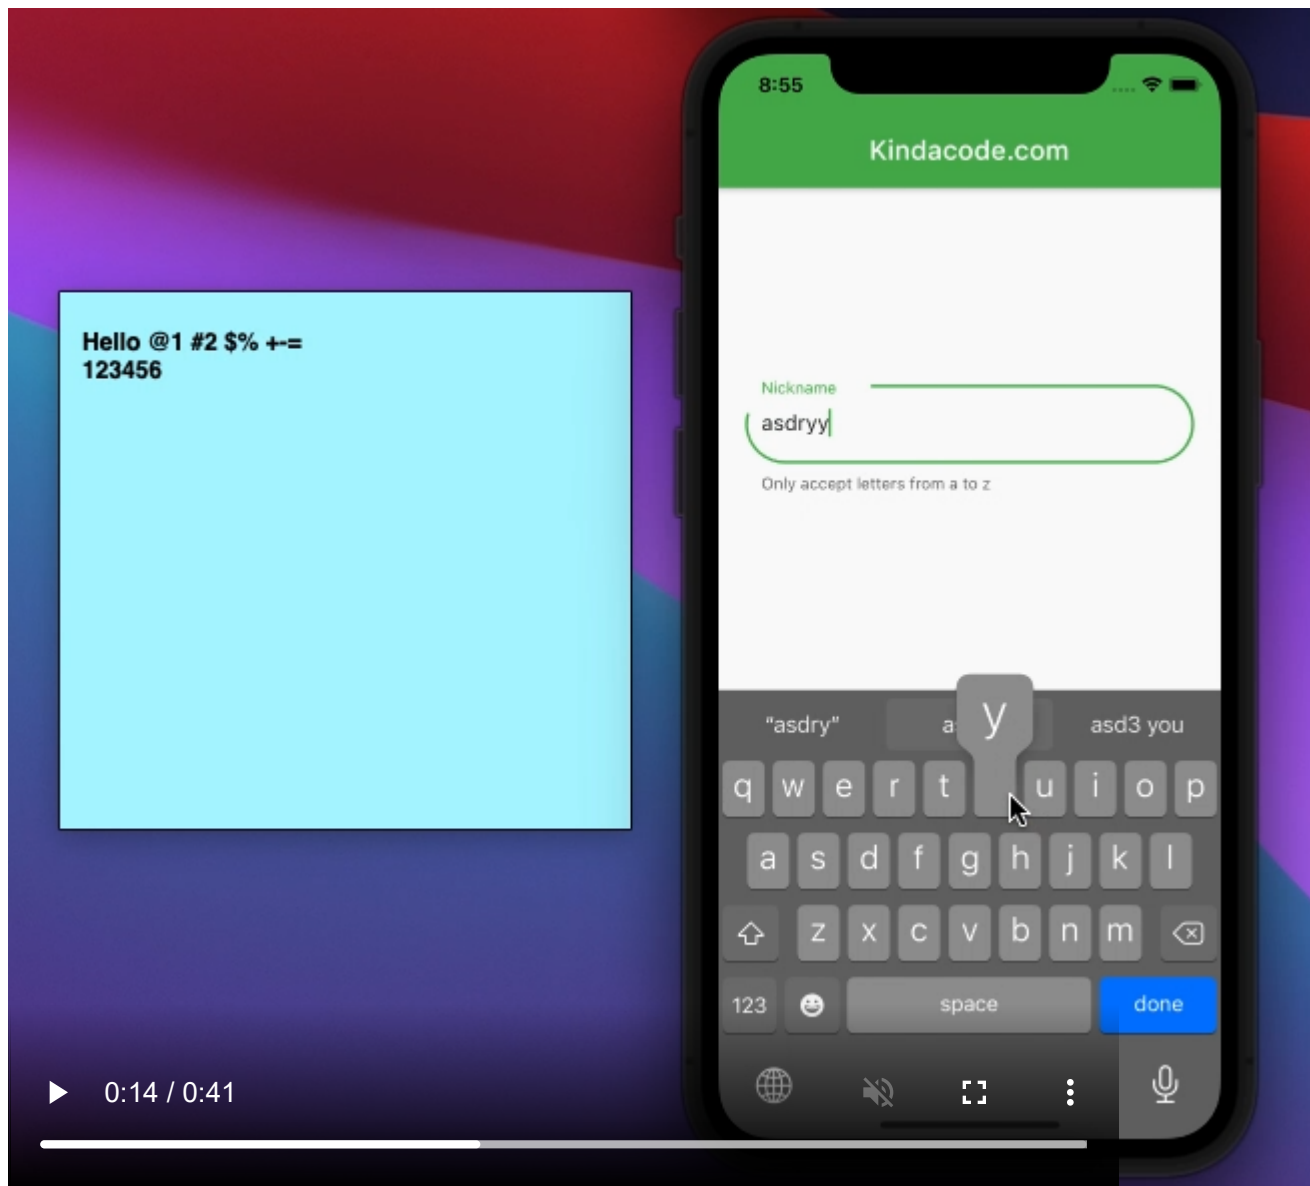 8:55
Kindacode.com
Hello @1 #2 $% +-=
123456
Nickname
asdryy
Only accept letters from a to z
“asdry” asd3 you
y
q w e r t u i o p
a s d f g h j k l
z x c v b n m
123 space done
0:14 / 0:41